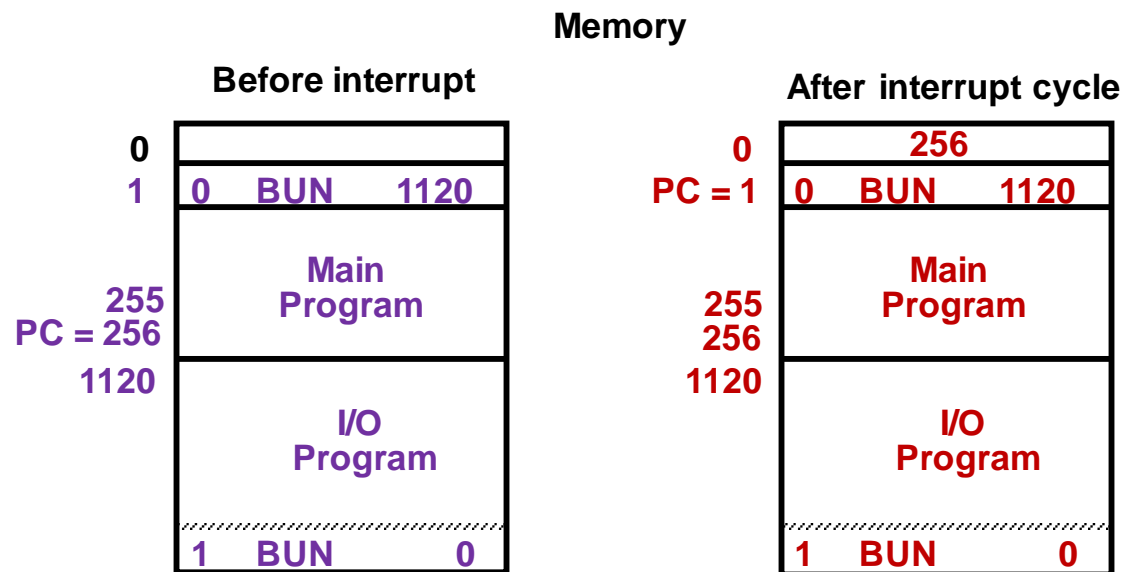 Memory
Before interrupt
0
1 0 BUN 1120
Main
Program
255
PC = 256
1120
I/O
Program
1 BUN 0
After interrupt cycle
0 256
PC = 1 0 BUN 1120
Main
Program
255
256
1120
I/O
Program
1 BUN 0